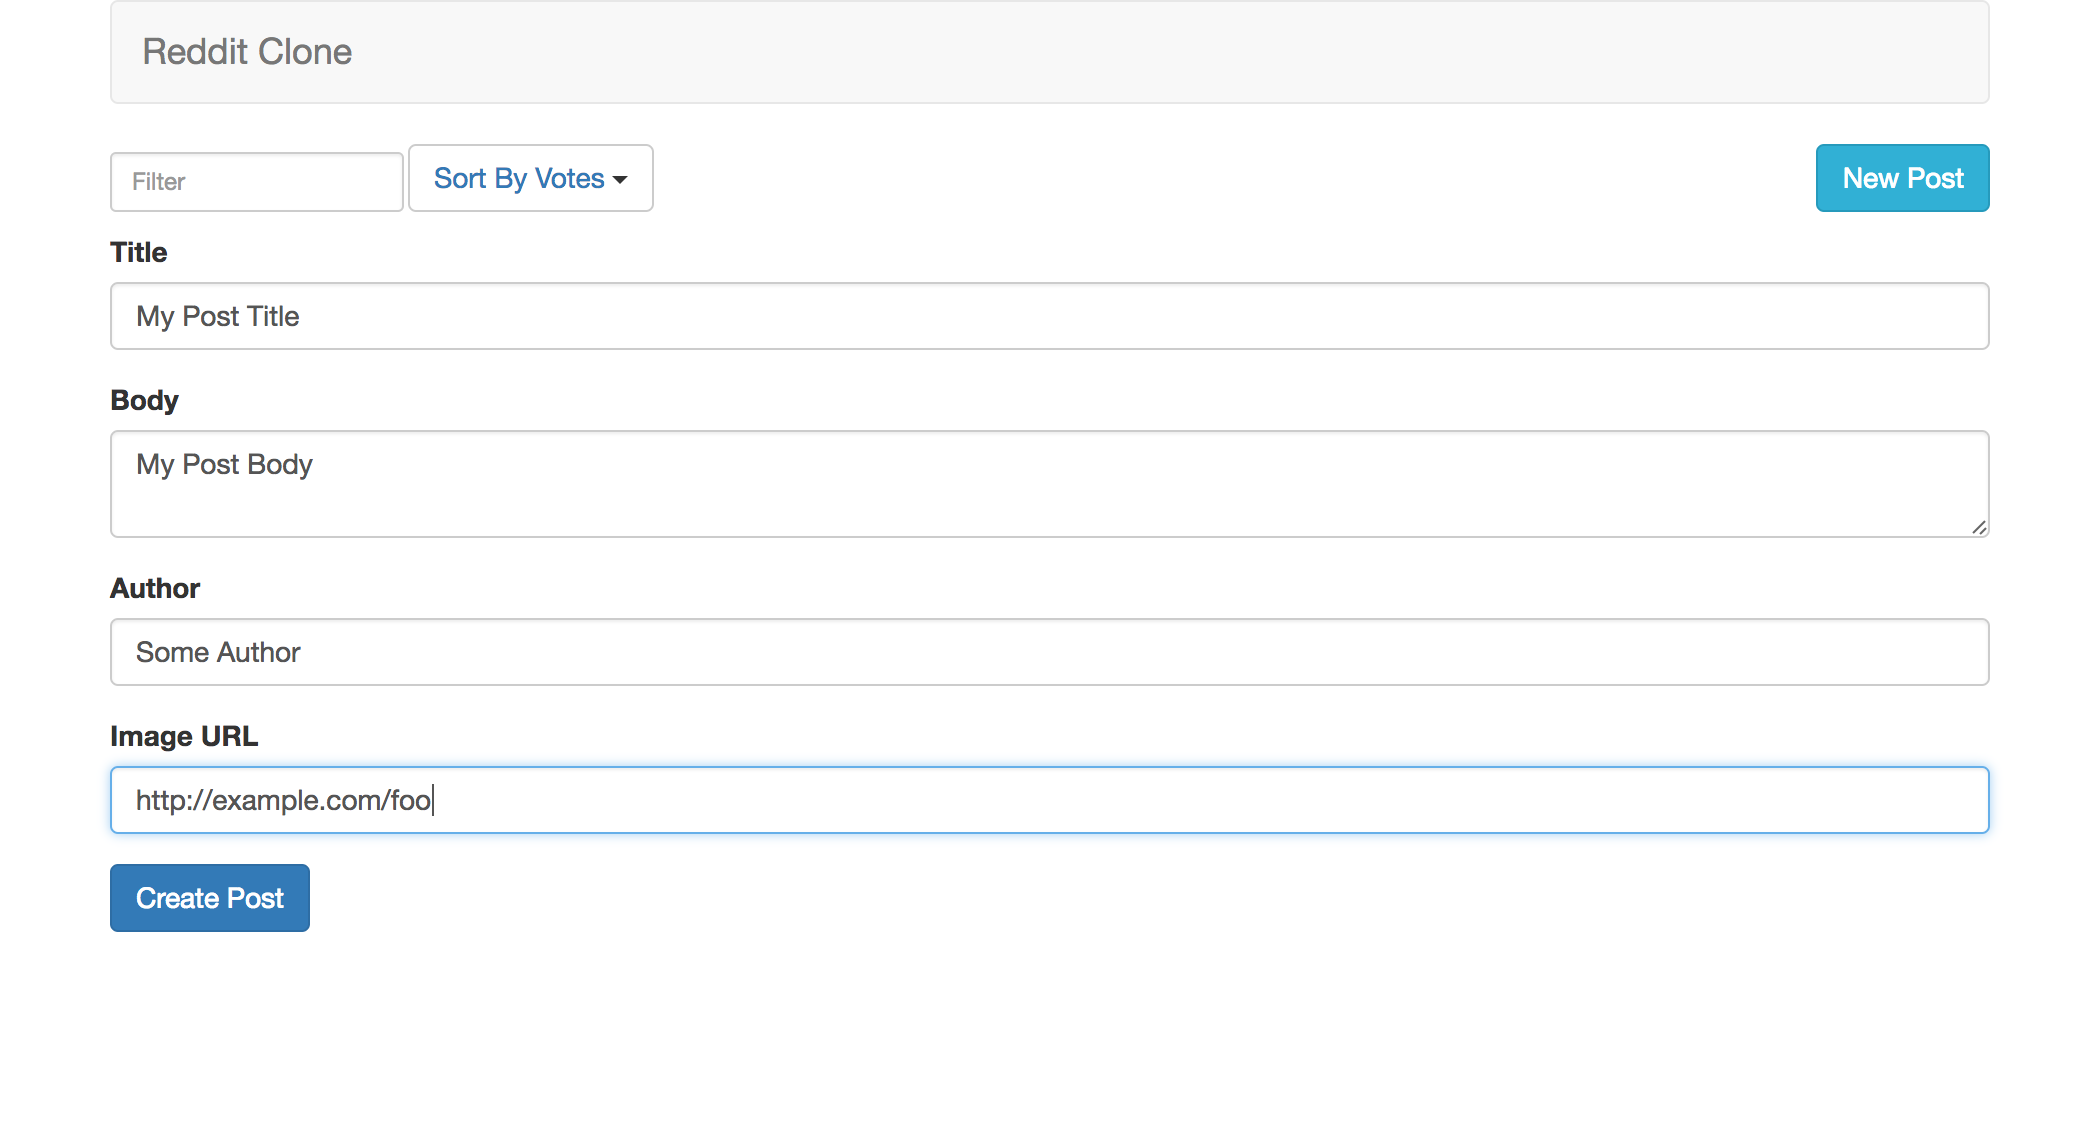 Reddit Clone
Filter
Sort By Votes
New Post
Title
My Post Title
Body
My Post Body
Author
Some Author
Image URL
http://example.com/foo
Create Post